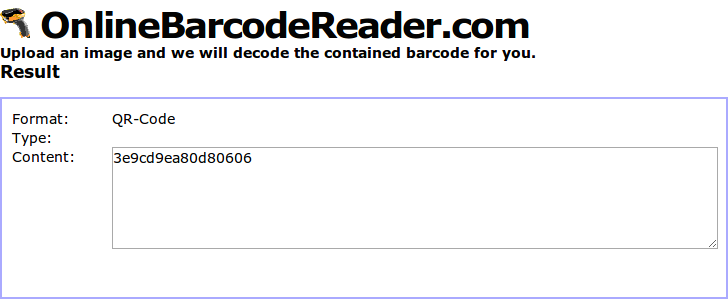 OnlineBarcodeReader.com
Upload an image and we will decode the contained barcode for you.
Result
Format: QR-Code
Type:
Content: 3e9cd9ea80d80606